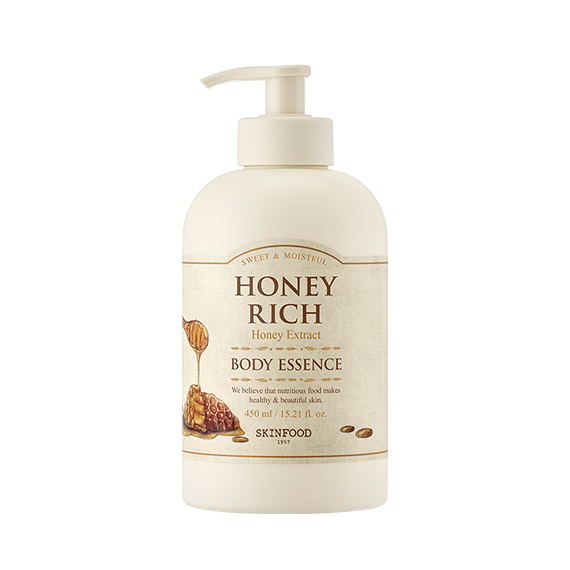 SWEET & MOISTFUL
HONEY
RICH
Honey Extract
BODY ESSENCE
We believe that nutritious food makes
healthy & beautiful skin.
450 ml / 15.21 fl. oz.
SKINFOOD
1957